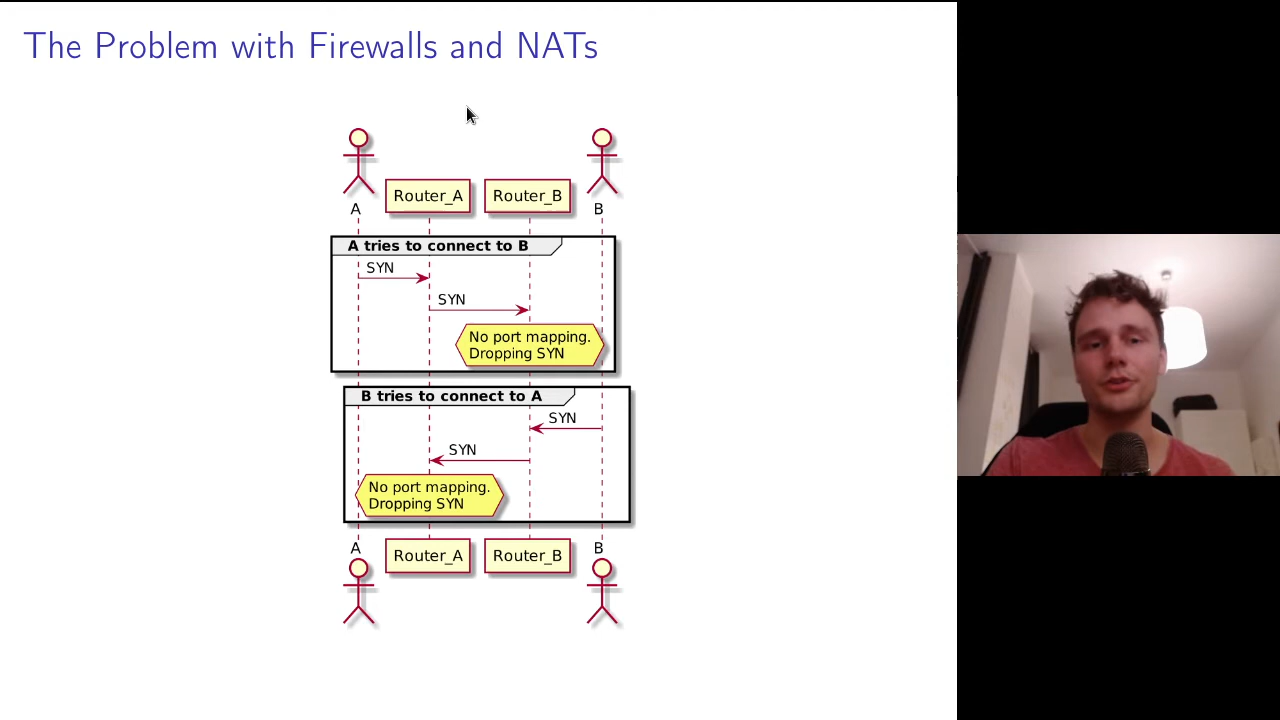 The Problem with Firewalls and NATs
A
Router_A
Router_B
B
A tries to connect to B
SYN
SYN
No port mapping.
Dropping SYN
B tries to connect to A
SYN
SYN
No port mapping.
Dropping SYN
A
Router_A
Router_B
B